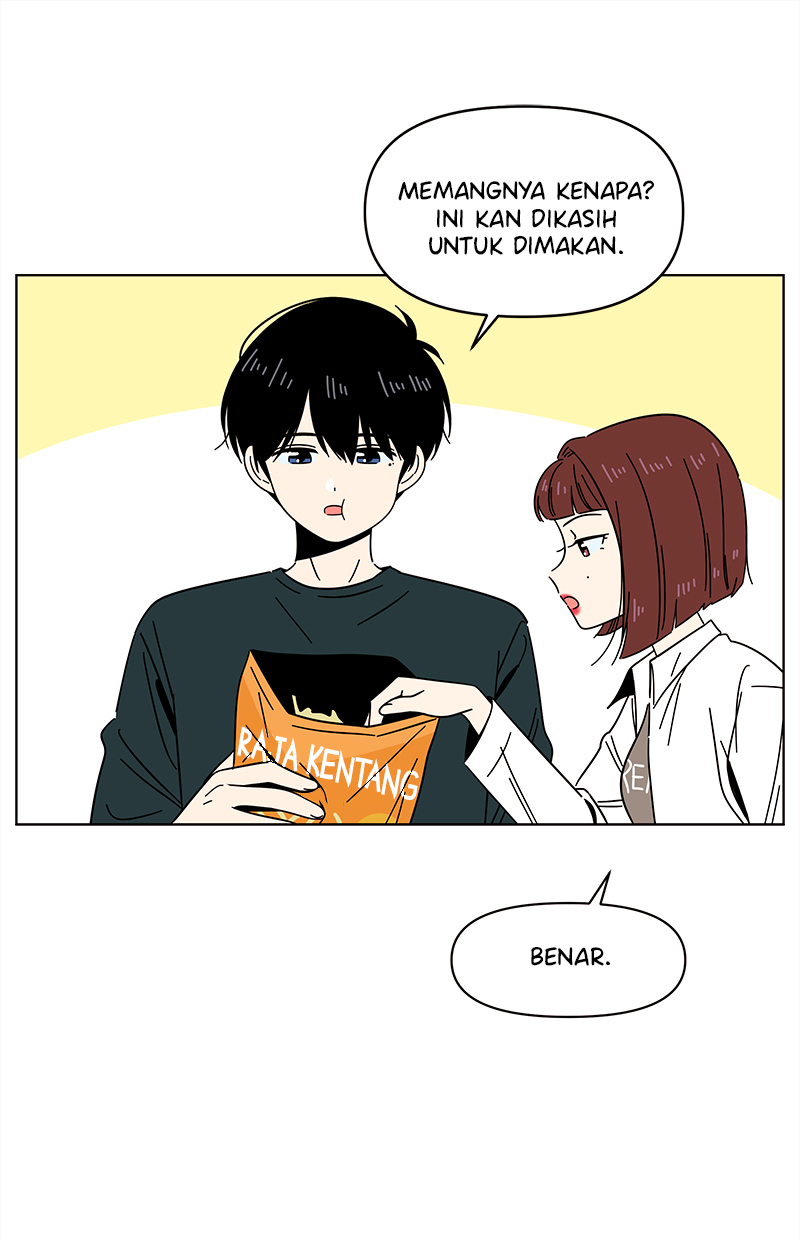 MEMANGNYA KENAPA?
INI KAN DIKASIH
UNTUK DIMAKAN.
RAJA KENTANG
BENAR.